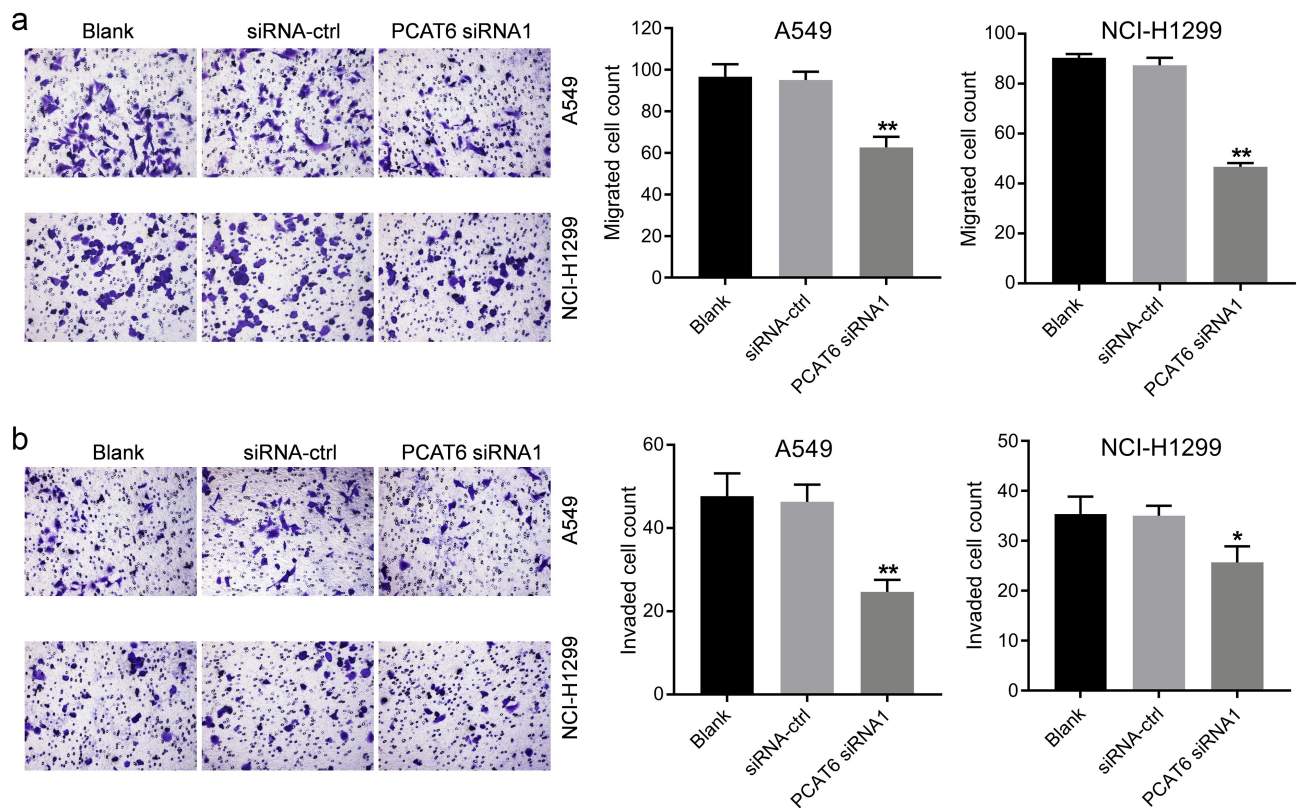 a
Blank siRNA-ctrl PCAT6 siRNA1
A549
NCI-H1299
A549
Migrated cell count
120
100
80
60
40
20
0
**
Blank
siRNA-ctrl
PCAT6 siRNA1
NCI-H1299
Migrated cell count
100
80
60
40
20
0
**
Blank
siRNA-ctrl
PCAT6 siRNA1
b
Blank siRNA-ctrl PCAT6 siRNA1
A549
NCI-H1299
A549
Invaded cell count
60
40
20
0
**
Blank
siRNA-ctrl
PCAT6 siRNA1
NCI-H1299
Invaded cell count
50
40
30
20
10
0
*
Blank
siRNA-ctrl
PCAT6 siRNA1